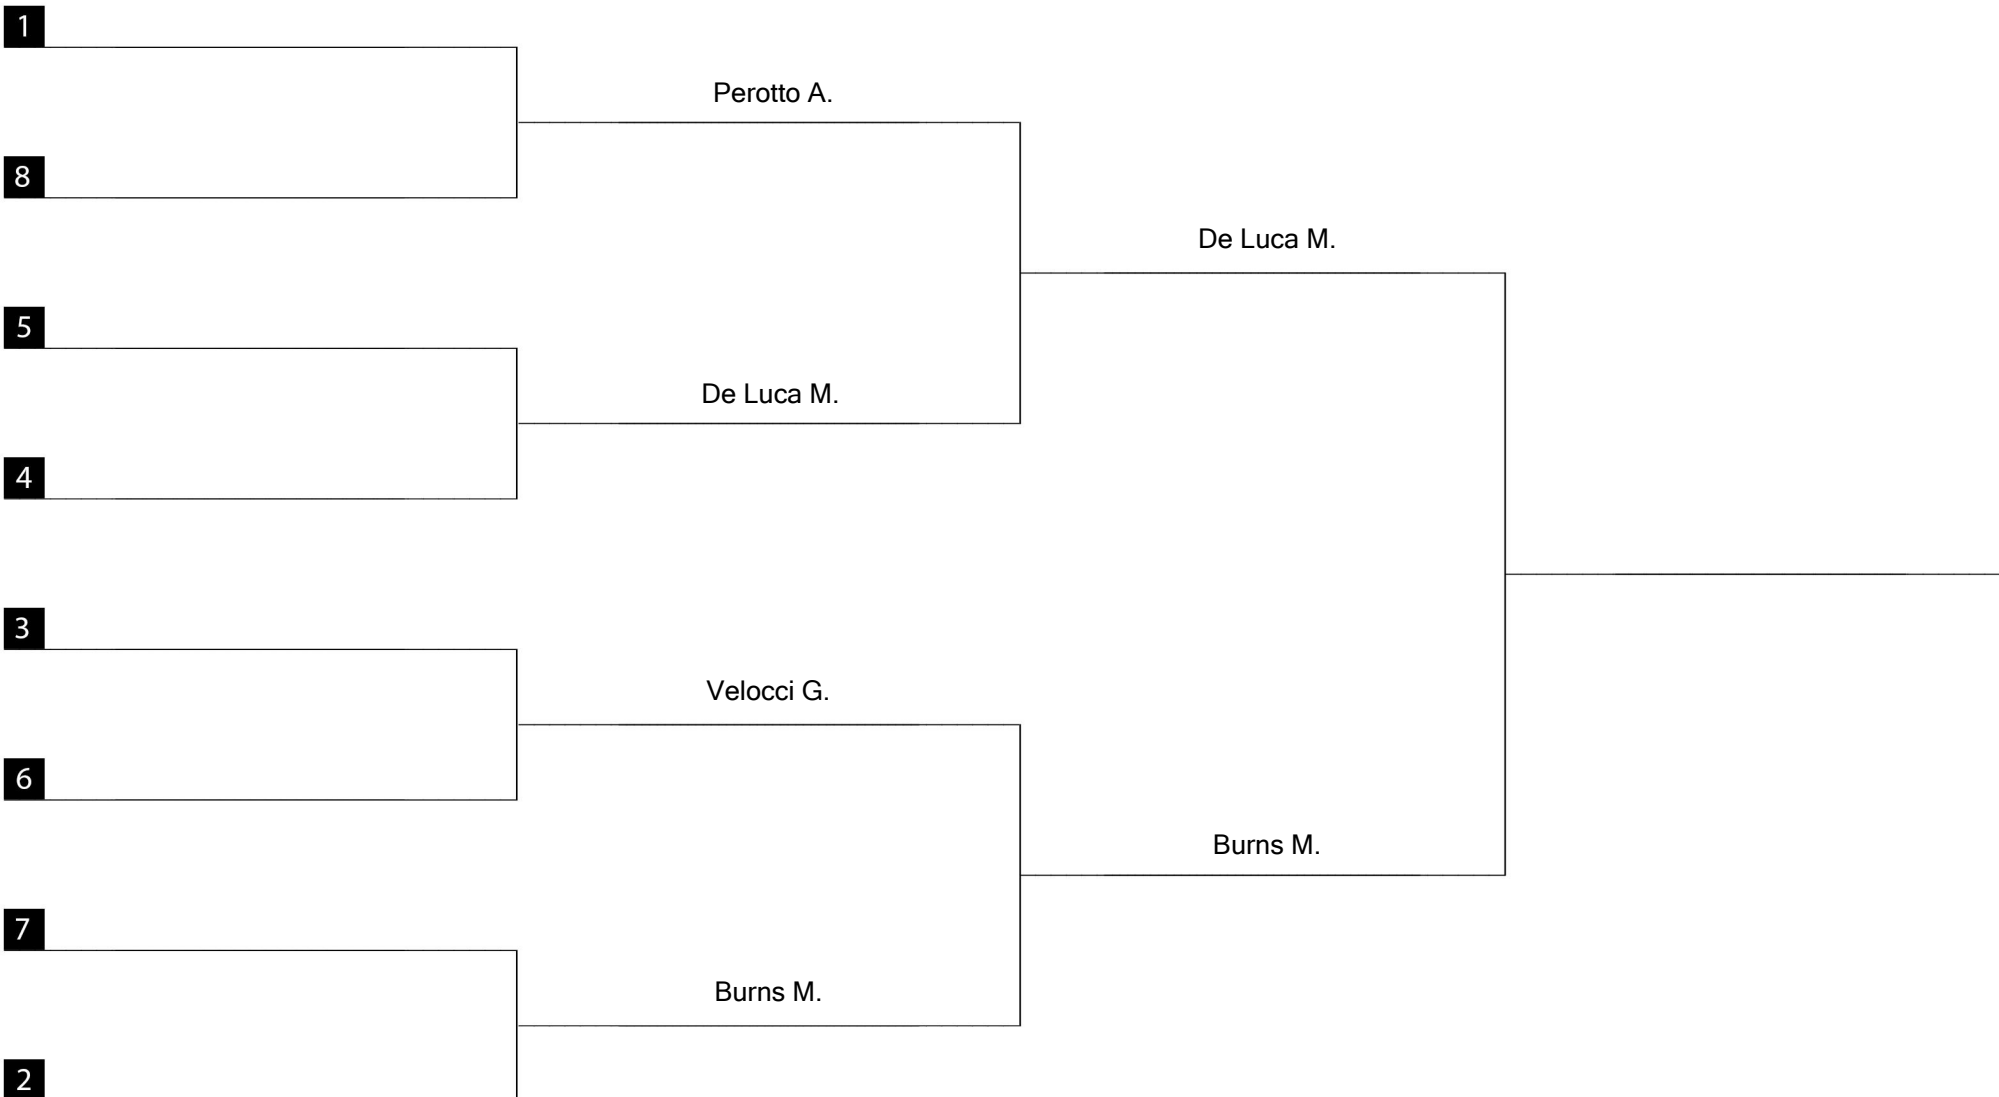 1
Perotto A.
8
De Luca M.
5
De Luca M.
4
3
Velocci G.
6
Burns M.
7
Burns M.
2